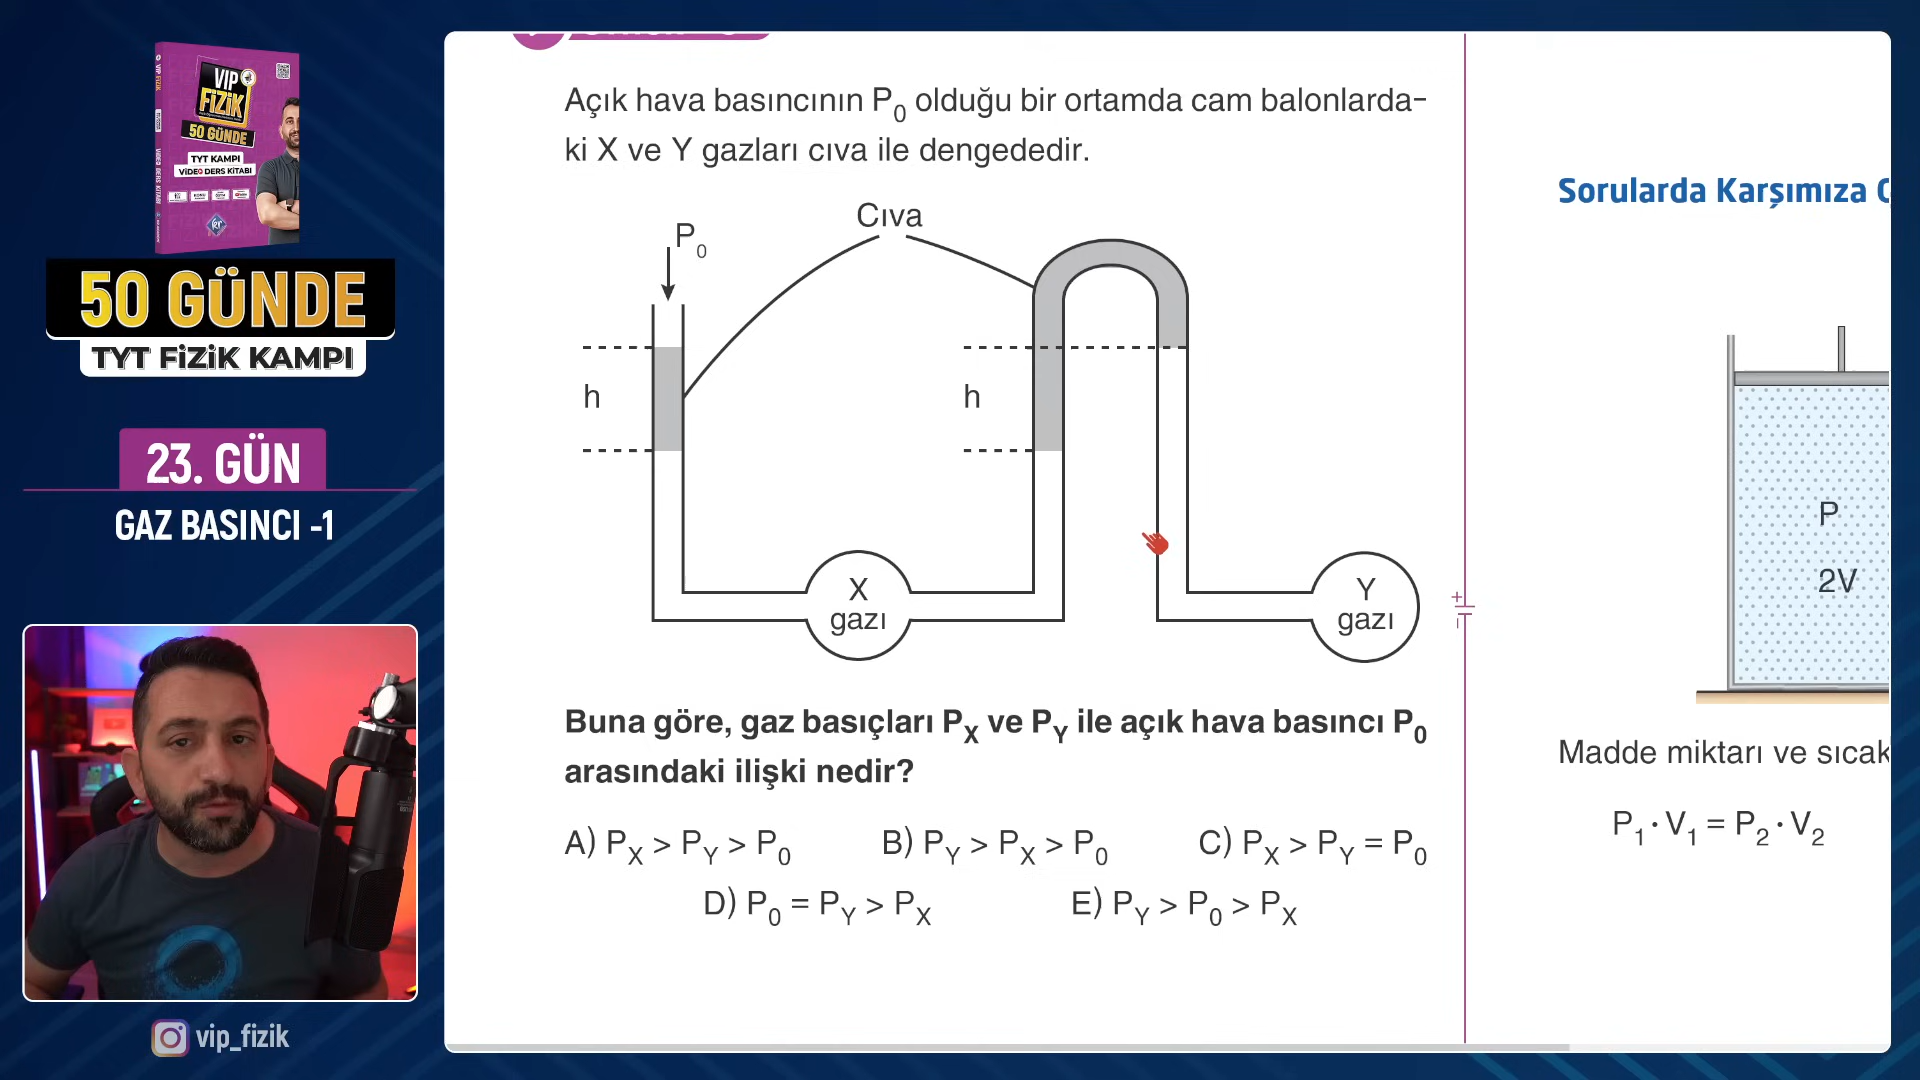 VIP
FiZiK
50 GÜNDE
TYT KAMPI
VİDEO DERS KİTABI
50 GÜNDE
TYT FiZiK KAMPI
23. GÜN
GAZ BASINCI -1
vip_fizik
Açık hava basıncının P0 olduğu bir ortamda cam balonlarda-
ki X ve Y gazları cıva ile dengededir.
Cıva
P0
h
h
X
gazı
Y
gazı
Buna göre, gaz basıçları PX ve PY ile açık hava basıncı P0
arasındaki ilişki nedir?
A) PX > PY > P0
B) PY > PX > P0
C) PX > PY = P0
D) P0 = PY > PX
E) PY > P0 > PX
Sorularda Karşımıza
P
2V
Madde miktarı ve sıcak
P1 · V1 = P2 · V2